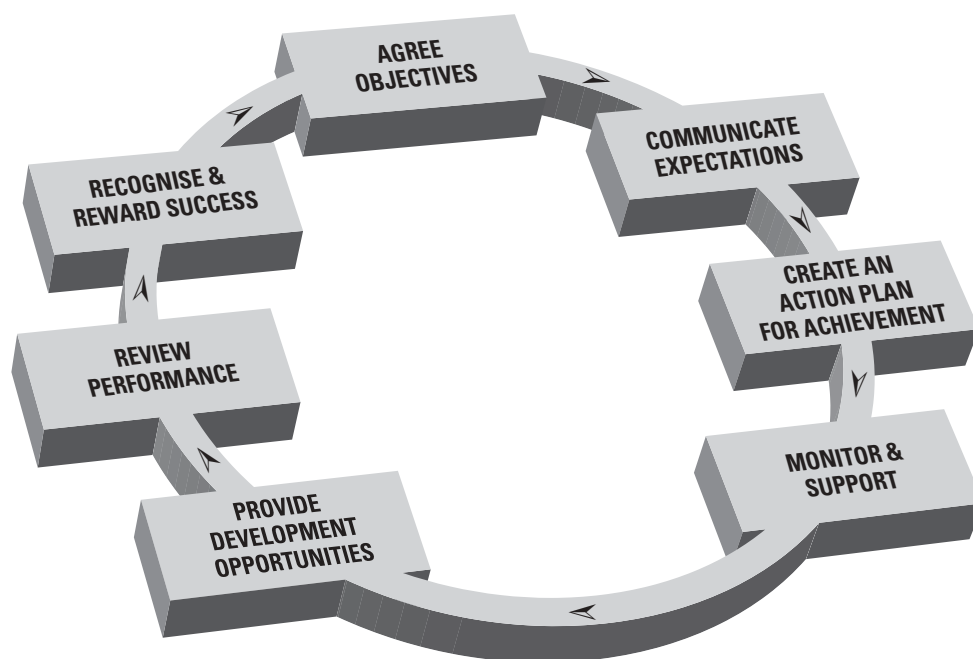 AGREE
OBJECTIVES
COMMUNICATE
EXPECTATIONS
CREATE AN
ACTION PLAN
FOR ACHIEVEMENT
MONITOR &
SUPPORT
PROVIDE
DEVELOPMENT
OPPORTUNITIES
REVIEW
PERFORMANCE
RECOGNISE &
REWARD SUCCESS